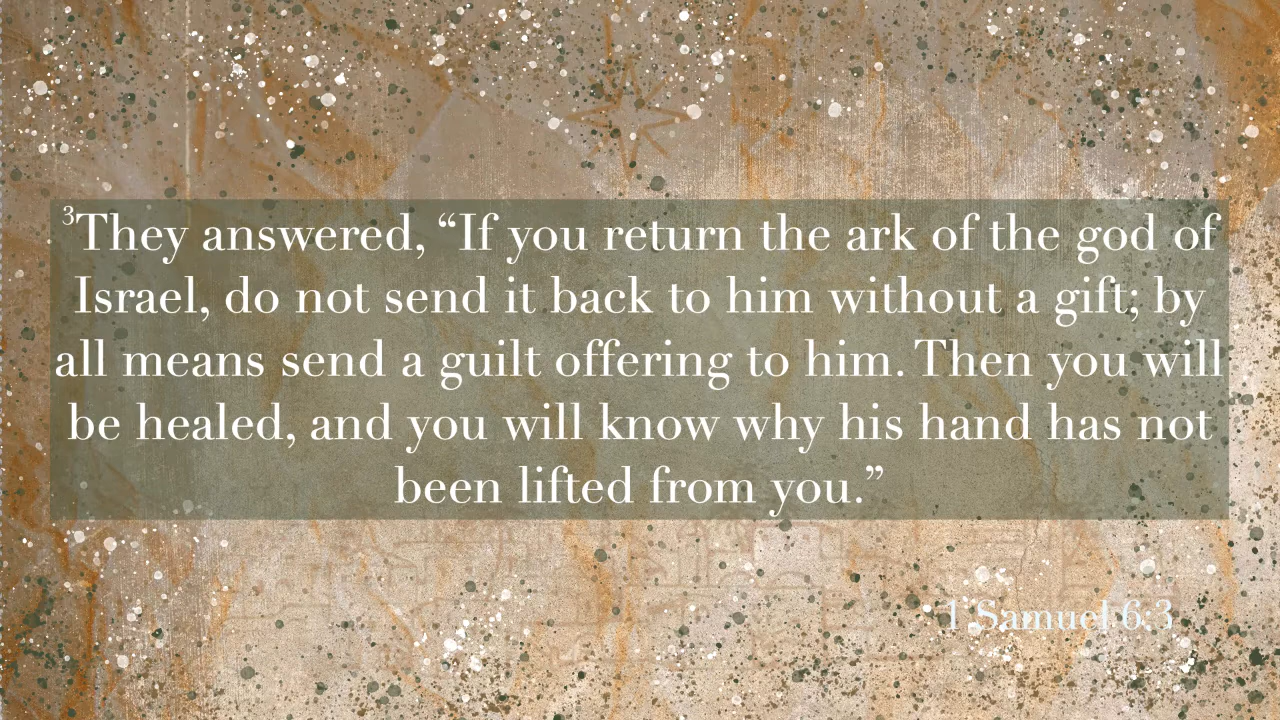 ³They answered, “If you return the ark of the god of
Israel, do not send it back to him without a gift; by
all means send a guilt offering to him. Then you will
be healed, and you will know why his hand has not
been lifted from you.”
1 Samuel 6:3